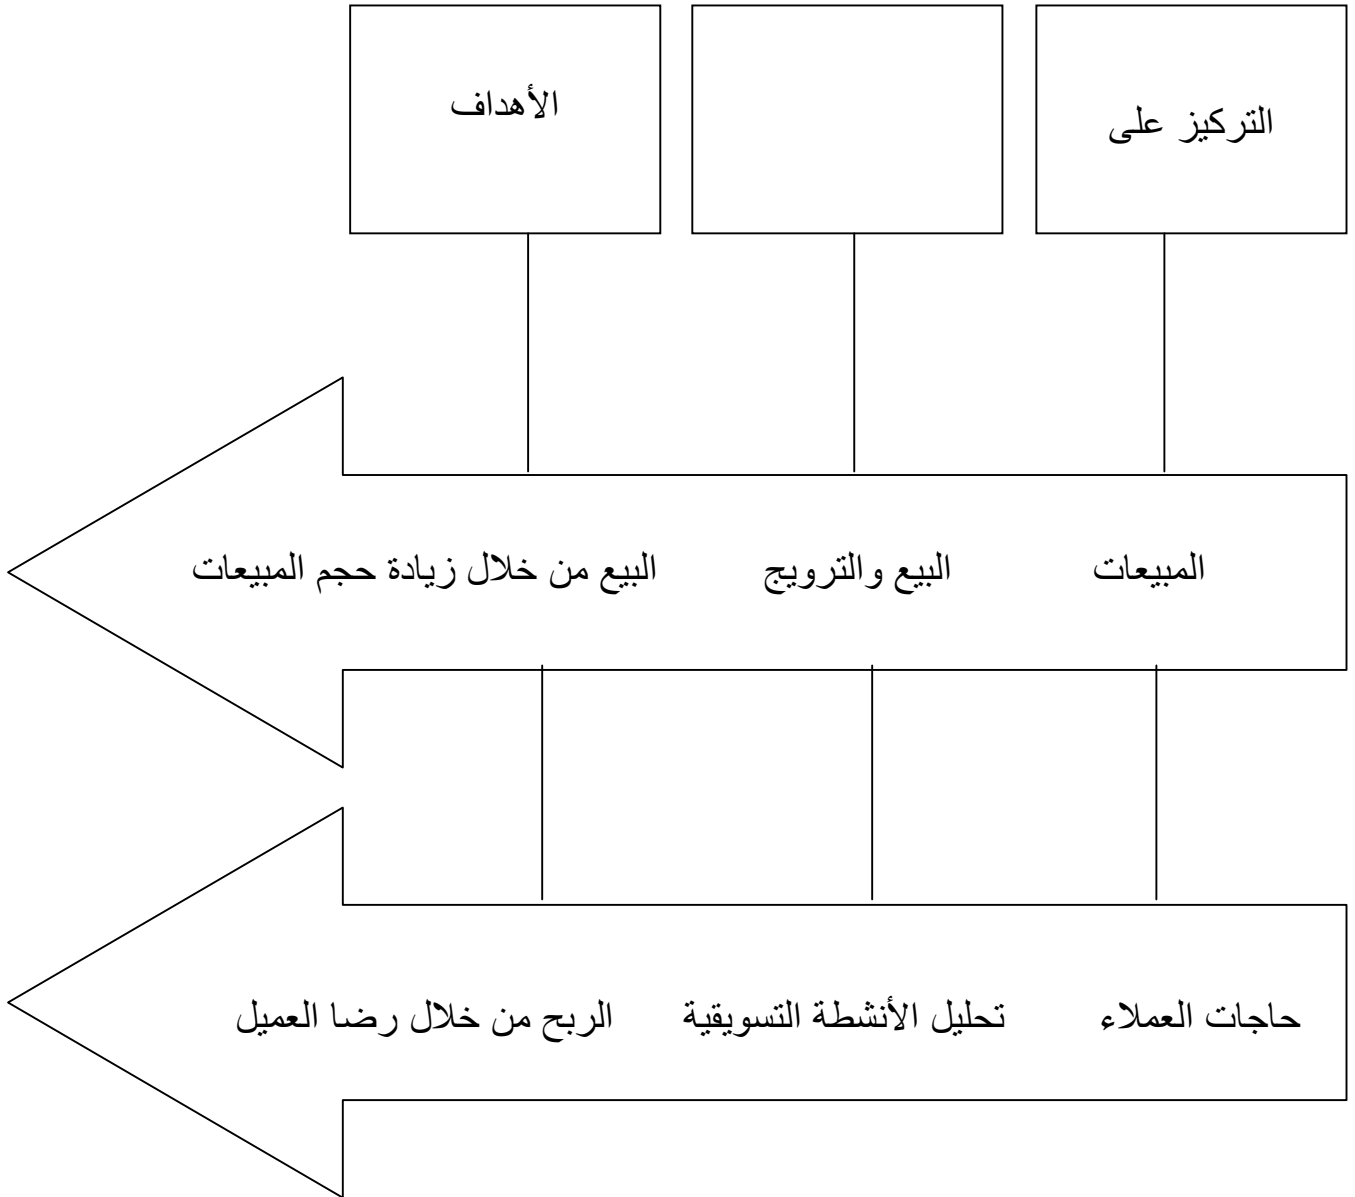 التركيز على
الأهداف
المبيعات
البيع والترويج
البيع من خلال زيادة حجم المبيعات
حاجات العملاء
تحليل الأنشطة التسويقية
الربح من خلال رضا العميل